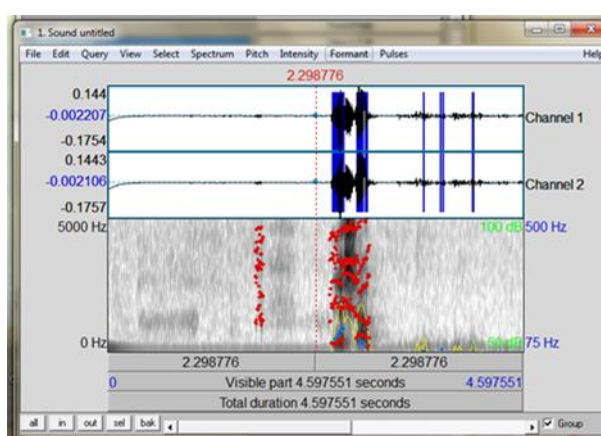 1. Sound untitled
File Edit Query View Select Spectrum Pitch Intensity Formant Pulses Help
2.298776
0.144
-0.002207
Channel 1
-0.1754
0.1443
-0.002106
Channel 2
-0.1757
5000 Hz
100 dB 500 Hz
0 Hz
50 dB 75 Hz
2.298776 2.298776
0 Visible part 4.597551 seconds 4.597551
Total duration 4.597551 seconds
all in out sel bak Group